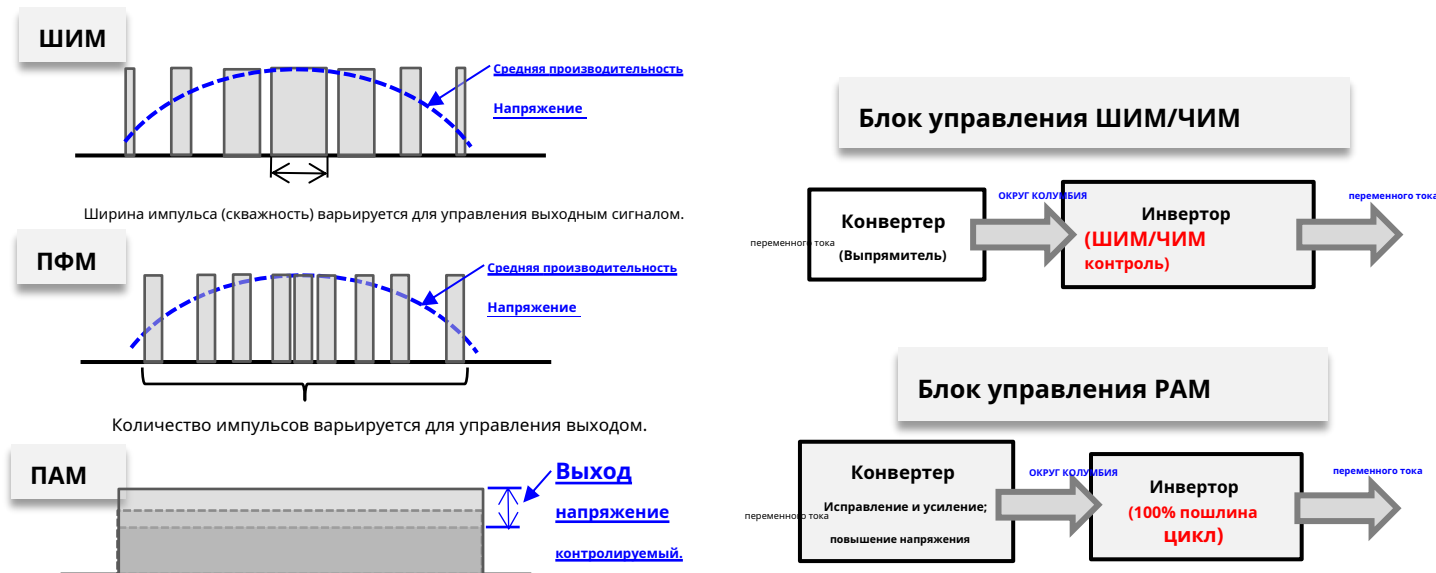 ШИМ
Средняя производительность
Напряжение
Ширина импульса (скважность) варьируется для управления выходным сигналом.
ПФМ
Средняя производительность
Напряжение
Количество импульсов варьируется для управления выходом.
ПАМ
Выход
напряжение
контролируемый.
Блок управления ШИМ/ЧИМ
переменного тока
Конвертер
(Выпрямитель)
ОКРУГ КОЛУМБИЯ
Инвертор
(ШИМ/ЧИМ
контроль)
переменного тока
Блок управления PAM
переменного тока
Конвертер
Исправление и усиление;
повышение напряжения
ОКРУГ КОЛУМБИЯ
Инвертор
(100% пошлина
цикл)
переменного тока